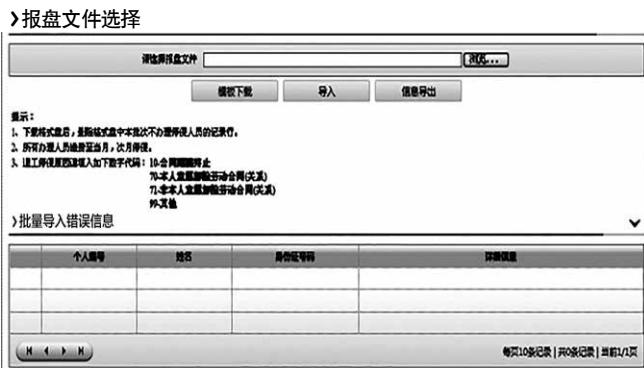 报盘文件选择
请选择报盘文件 浏览...
模板下载 导入 信息导出
提示：
1、下载格式盘后，删除格式盘中本批次不办理停保人员的记录行。
2、所有办理人员缴费至当月，次月停保。
3、退工停保原因请填入如下数字代码：10-合同期满终止
70-本人意愿解除劳动合同(关系)
71-非本人意愿解除劳动合同(关系)
99-其他
批量导入错误信息
个人编号 姓名 身份证号码 详细信息
每页10条记录 | 共0条记录 | 当前1/1页